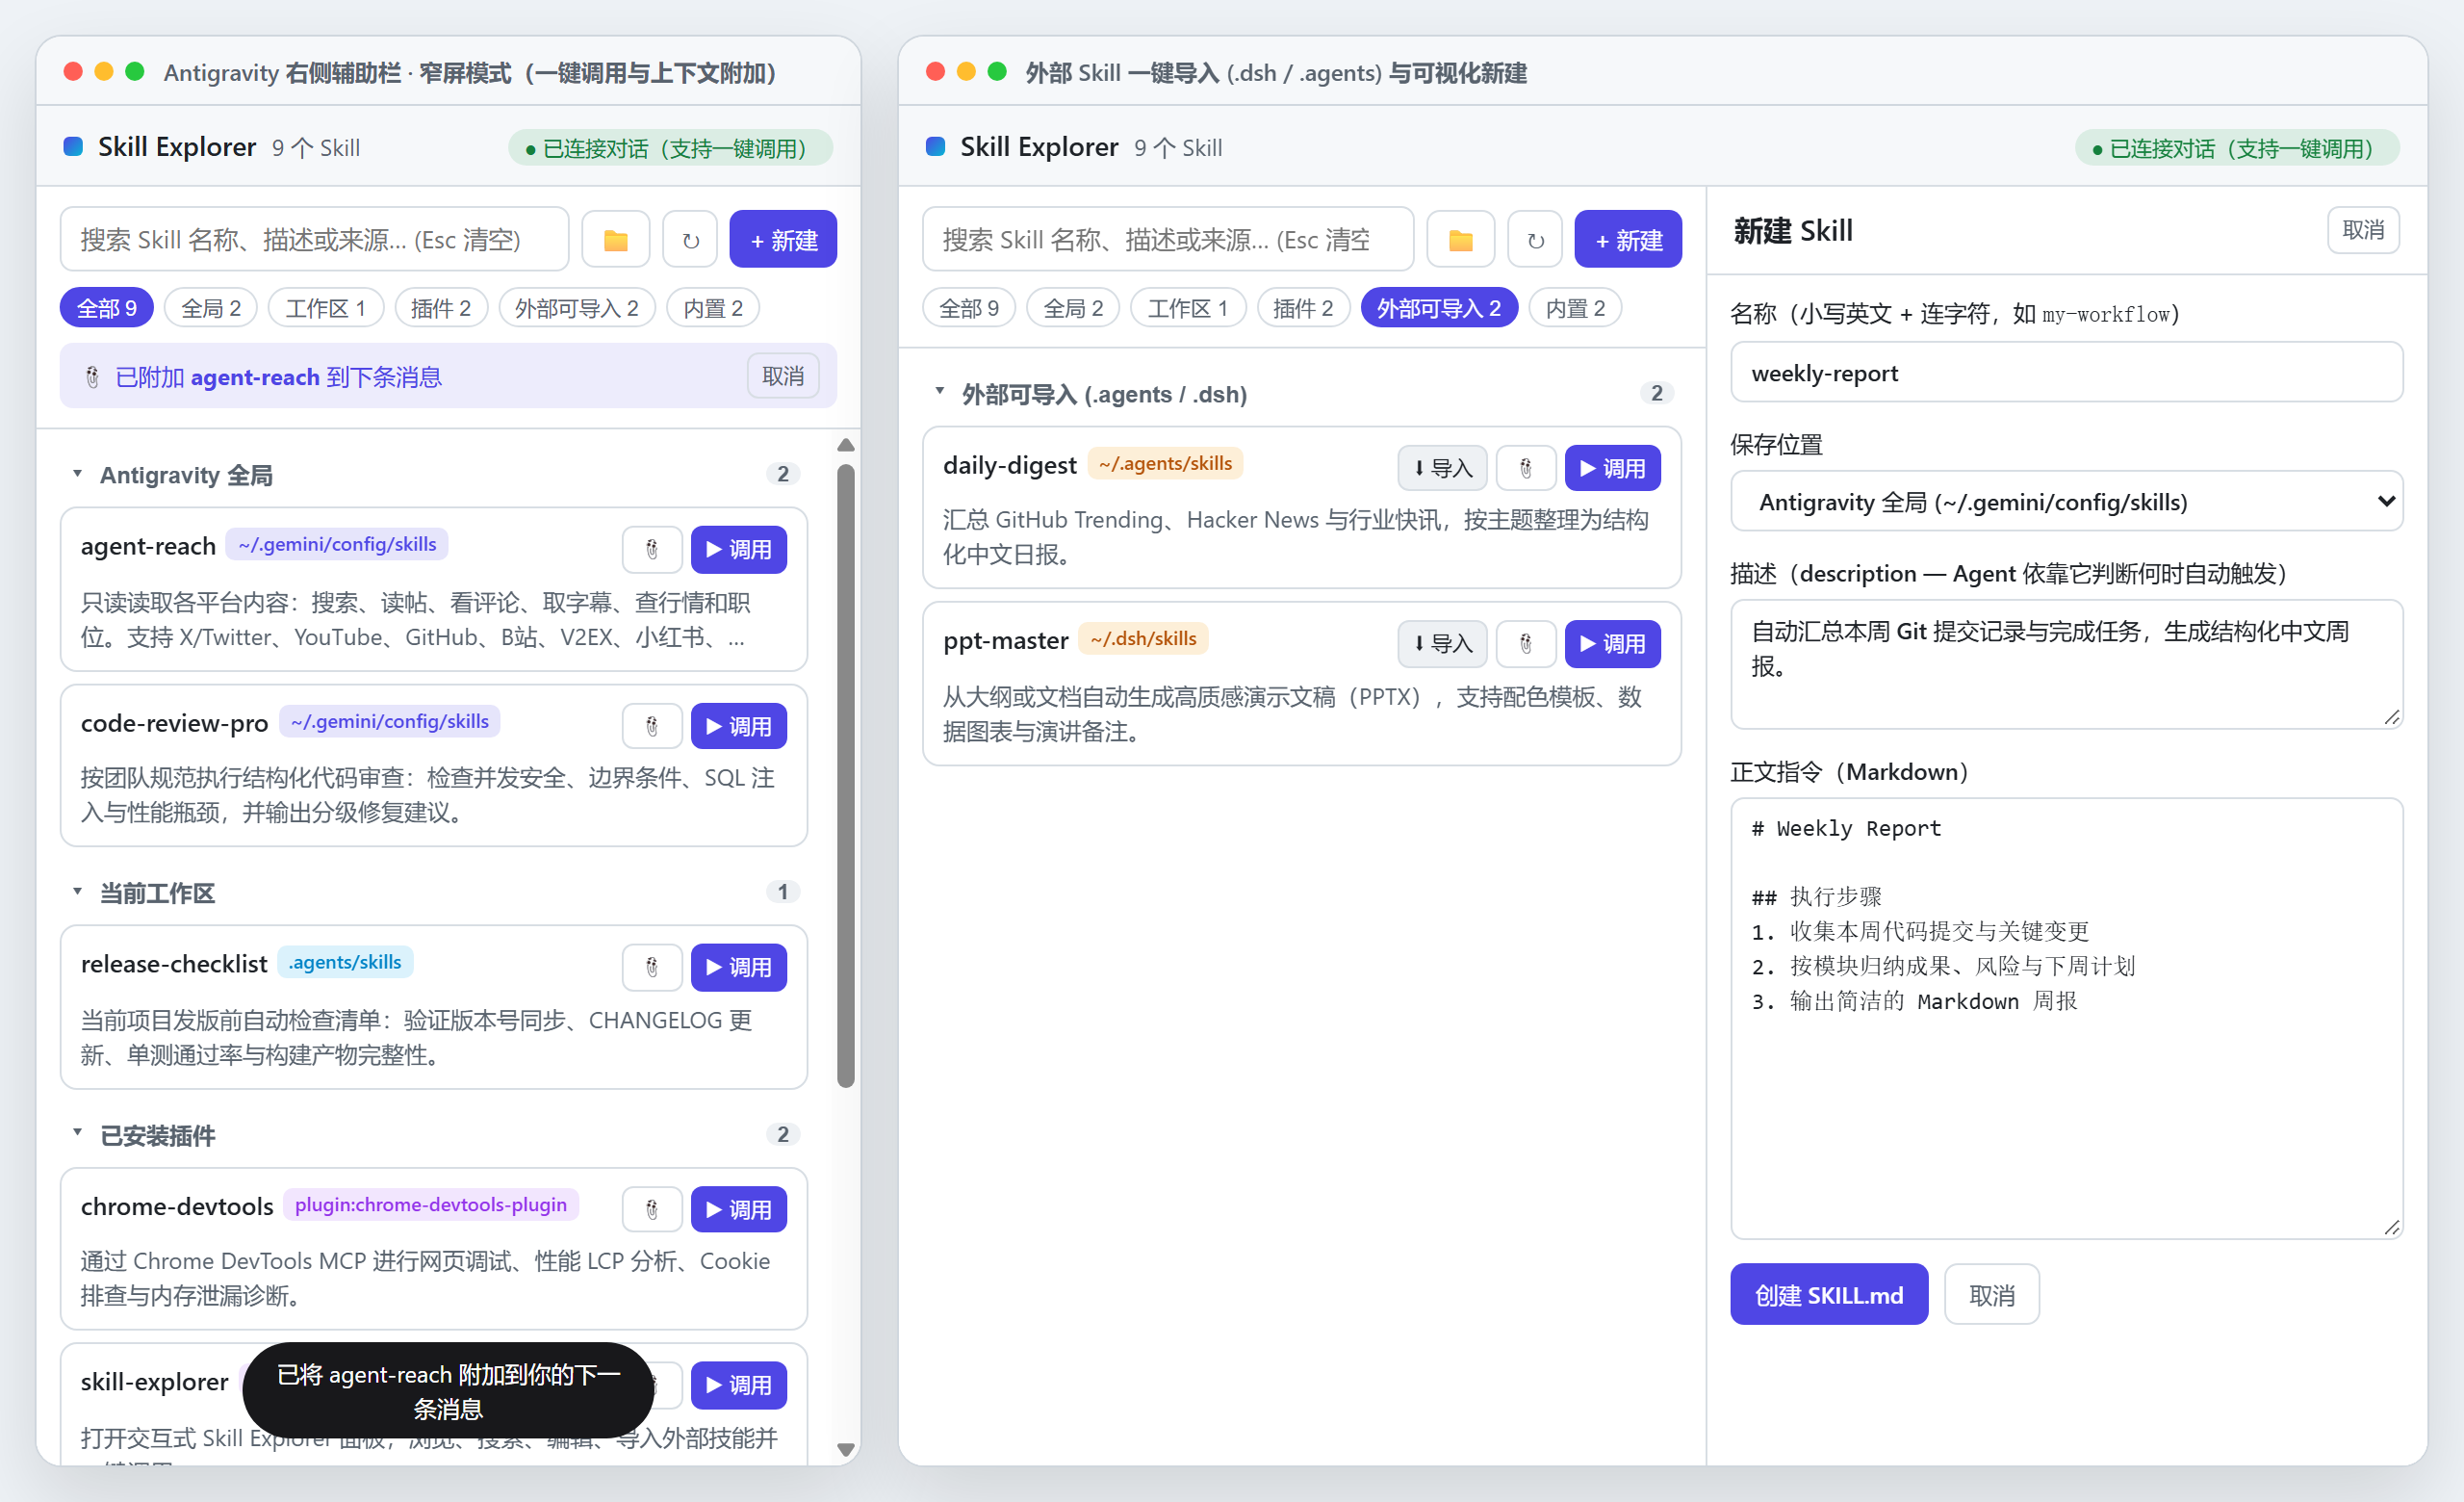 Antigravity 右侧辅助栏 · 窄屏模式（一键调用与上下文附加）
Skill Explorer 9 个 Skill
● 已连接对话（支持一键调用）
搜索 Skill 名称、描述或来源... (Esc 清空)
+ 新建
全部 9
全局 2
工作区 1
插件 2
外部可导入 2
内置 2
已附加 agent-reach 到下条消息
取消
Antigravity 全局
2
agent-reach
~/.gemini/config/skills
▶ 调用
只读读取各平台内容：搜索、读帖、看评论、取字幕、查行情和职
位。支持 X/Twitter、YouTube、GitHub、B站、V2EX、小红书、...
code-review-pro
~/.gemini/config/skills
▶ 调用
按团队规范执行结构化代码审查：检查并发安全、边界条件、SQL 注
入与性能瓶颈，并输出分级修复建议。
当前工作区
1
release-checklist
.agents/skills
▶ 调用
当前项目发版前自动检查清单：验证版本号同步、CHANGELOG 更
新、单测通过率与构建产物完整性。
已安装插件
2
chrome-devtools
plugin:chrome-devtools-plugin
▶ 调用
通过 Chrome DevTools MCP 进行网页调试、性能 LCP 分析、Cookie
排查与内存泄漏诊断。
skill-explorer
▶ 调用
已将 agent-reach 附加到你的下一
条消息
打开交互式 Skill Explorer 面板，浏览、搜索、编辑、导入外部技能并
外部 Skill 一键导入 (.dsh / .agents) 与可视化新建
Skill Explorer 9 个 Skill
● 已连接对话（支持一键调用）
搜索 Skill 名称、描述或来源... (Esc 清空
+ 新建
全部 9
全局 2
工作区 1
插件 2
外部可导入 2
内置 2
外部可导入 (.agents / .dsh)
2
daily-digest
~/.agents/skills
⬇ 导入
▶ 调用
汇总 GitHub Trending、Hacker News 与行业快讯，按主题整理为结构
化中文日报。
ppt-master
~/.dsh/skills
⬇ 导入
▶ 调用
从大纲或文档自动生成高质感演示文稿（PPTX），支持配色模板、数
据图表与演讲备注。
新建 Skill
取消
名称（小写英文 + 连字符，如 my-workflow）
weekly-report
保存位置
Antigravity 全局 (~/.gemini/config/skills)
描述（description — Agent 依靠它判断何时自动触发）
自动汇总本周 Git 提交记录与完成任务，生成结构化中文周
报。
正文指令（Markdown）
# Weekly Report
## 执行步骤
1. 收集本周代码提交与关键变更
2. 按模块归纳成果、风险与下周计划
3. 输出简洁的 Markdown 周报
创建 SKILL.md
取消